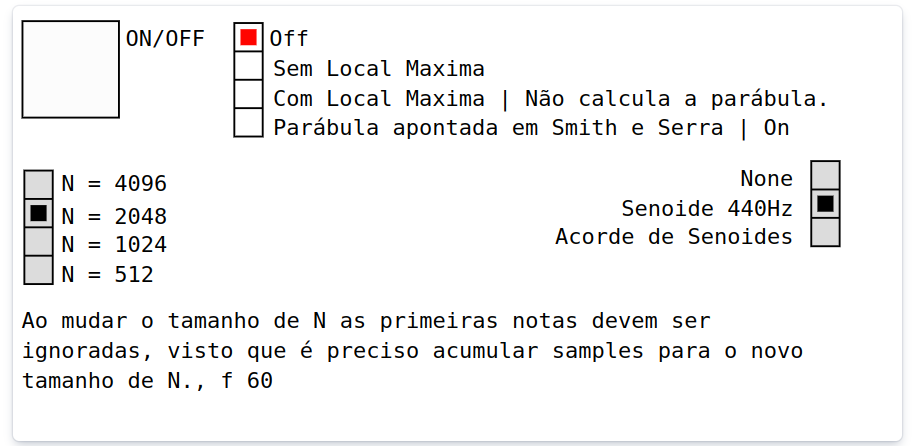 ON/OFF
Off
Sem Local Maxima
Com Local Maxima | Não calcula a parábula.
Parábula apontada em Smith e Serra | On
N = 4096
N = 2048
N = 1024
N = 512
None
Senoide 440Hz
Acorde de Senoides
Ao mudar o tamanho de N as primeiras notas devem ser
ignoradas, visto que é preciso acumular samples para o novo
tamanho de N., f 60